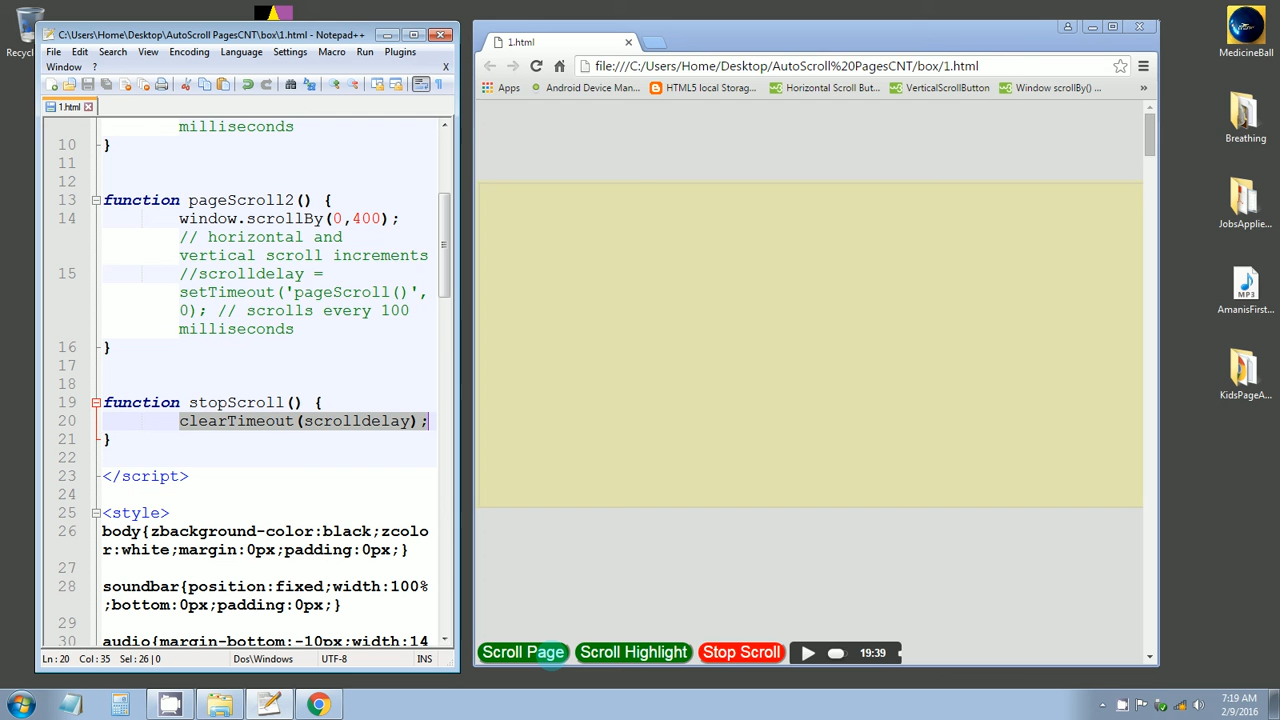 Recycl
C:\Users\Home\Desktop\AutoScroll PagesCNT\box\1.html - Notepad++
File Edit Search View Encoding Language Settings Macro Run Plugins
Window ? X
1.html
milliseconds
10 }
11
12
13 function pageScroll2() {
14 window.scrollBy(0,400);
// horizontal and
vertical scroll increments
15 //scrolldelay =
setTimeout('pageScroll()',
0); // scrolls every 100
milliseconds
16 }
17
18
19 function stopScroll() {
20 clearTimeout(scrolldelay);
21 }
22
23 </script>
24
25 <style>
26 body{zbackground-color:black;zcolo
r:white;margin:0px;padding:0px;}
27
28 soundbar{position:fixed;width:100%
;bottom:0px;padding:0px;}
29
30 audio{margin-bottom:-10px;width:14
Ln:20 Col:35 Sel:26|0 Dos\Windows UTF-8 INS
1.html
file:///C:/Users/Home/Desktop/AutoScroll%20PagesCNT/box/1.html
Apps Android Device Man... HTML5 local Storag... Horizontal Scroll But... VerticalScrollButton Window scrollBy() ... »
Scroll Page Scroll Highlight Stop Scroll 19:39
MedicineBall
Breathing
JobsApplie...
MP3
AmanisFirst...
KidsPageA...
7:19 AM
2/9/2016